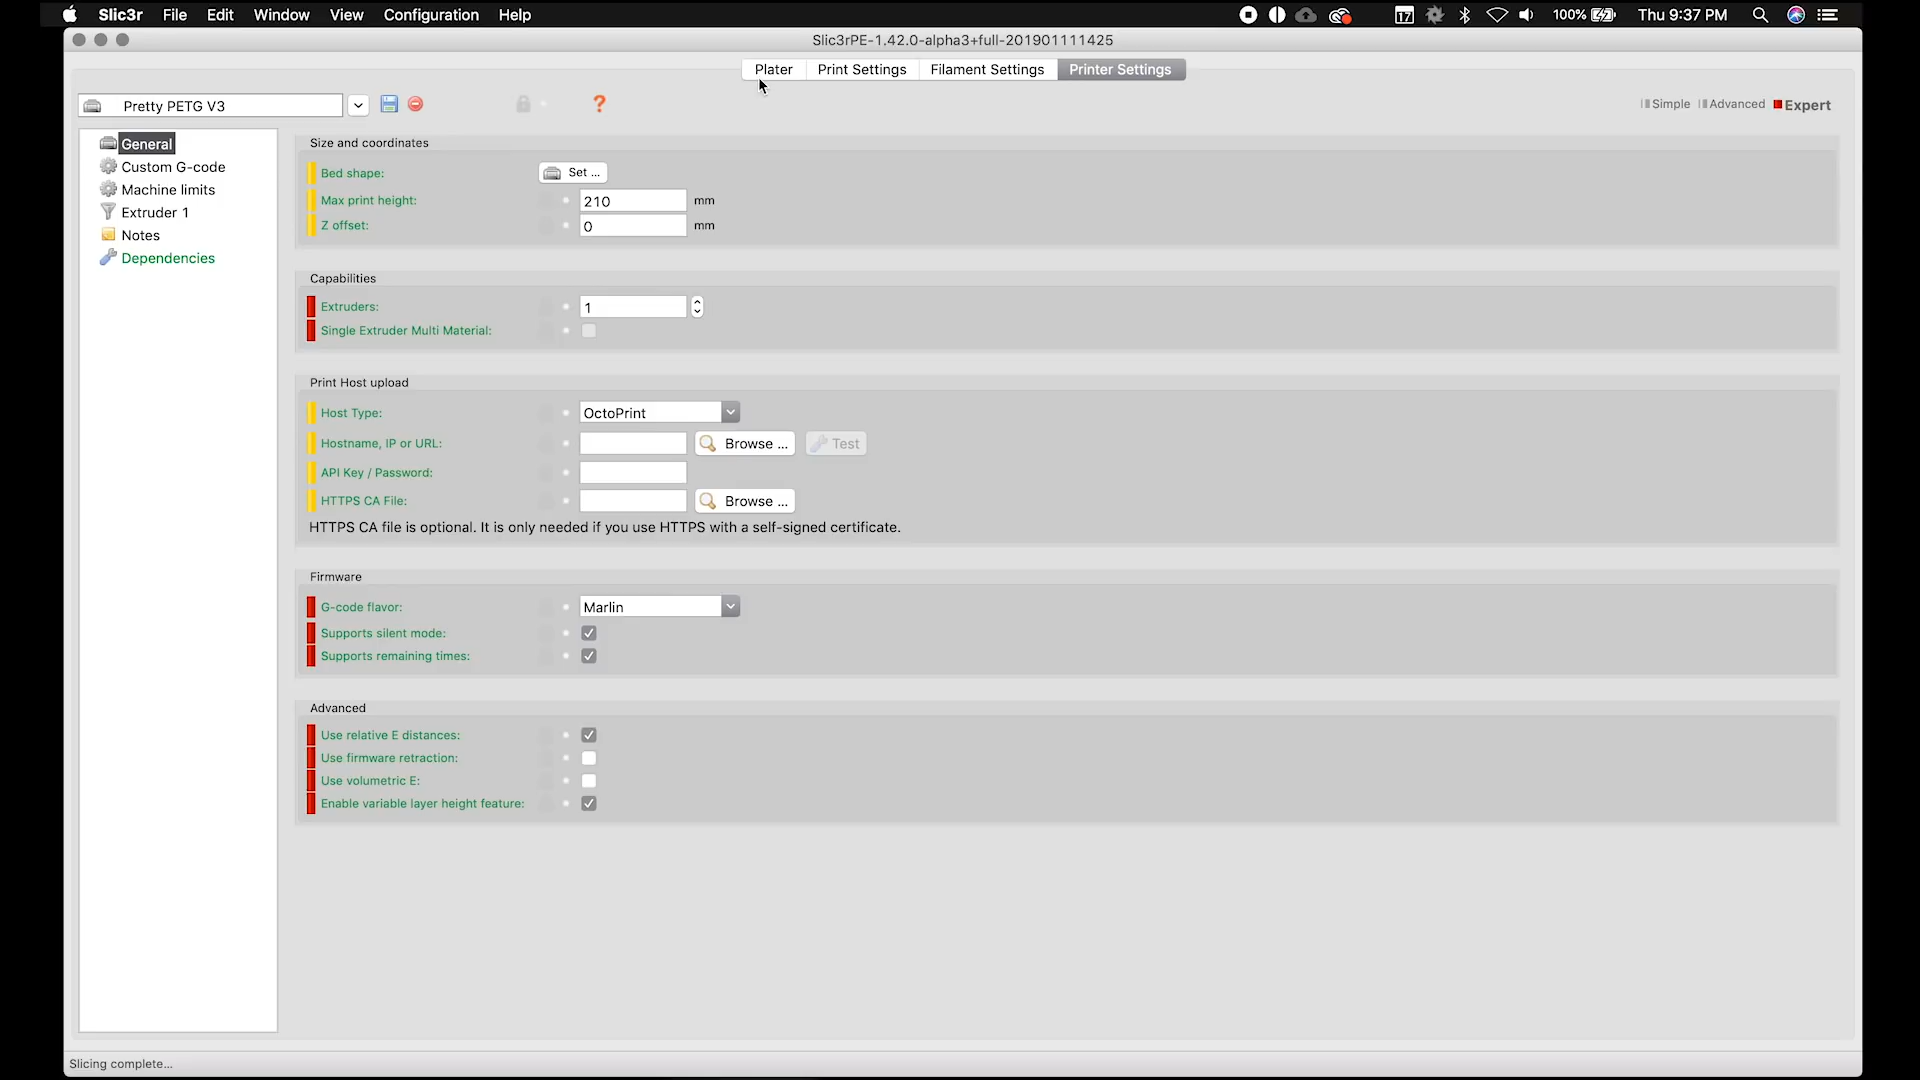 Slic3r File Edit Window View Configuration Help 17 100% Thu 9:37 PM
Slic3rPE-1.42.0-alpha3+full-201901111425
Plater Print Settings Filament Settings Printer Settings
Pretty PETG V3 ? Simple Advanced Expert
General
Custom G-code
Machine limits
Extruder 1
Notes
Dependencies
Size and coordinates
Bed shape: Set ...
Max print height: 210 mm
Z offset: 0 mm
Capabilities
Extruders: 1
Single Extruder Multi Material:
Print Host upload
Host Type: OctoPrint
Hostname, IP or URL: Browse ... Test
API Key / Password:
HTTPS CA File: Browse ...
HTTPS CA file is optional. It is only needed if you use HTTPS with a self-signed certificate.
Firmware
G-code flavor: Marlin
Supports silent mode:
Supports remaining times:
Advanced
Use relative E distances:
Use firmware retraction:
Use volumetric E:
Enable variable layer height feature:
Slicing complete...